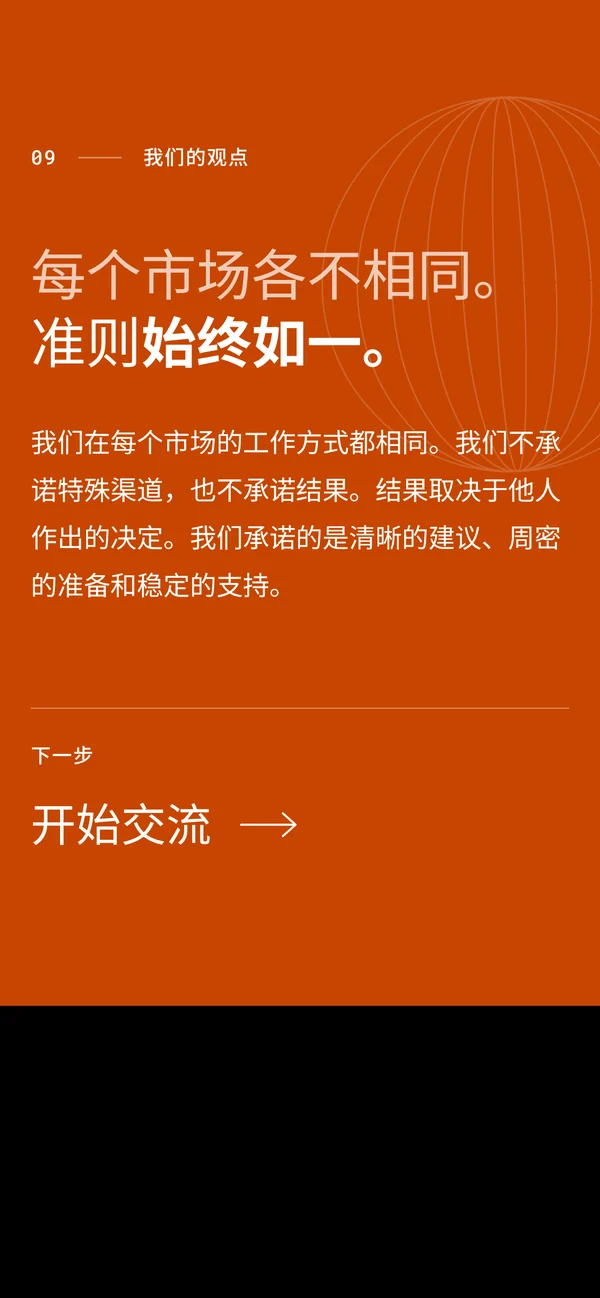 09 — 我们的观点
每个市场各不相同。
准则始终如一。
我们在每个市场的工作方式都相同。我们不承
诺特殊渠道，也不承诺结果。结果取决于他人
作出的决定。我们承诺的是清晰的建议、周密
的准备和稳定的支持。
下一步
开始交流 →